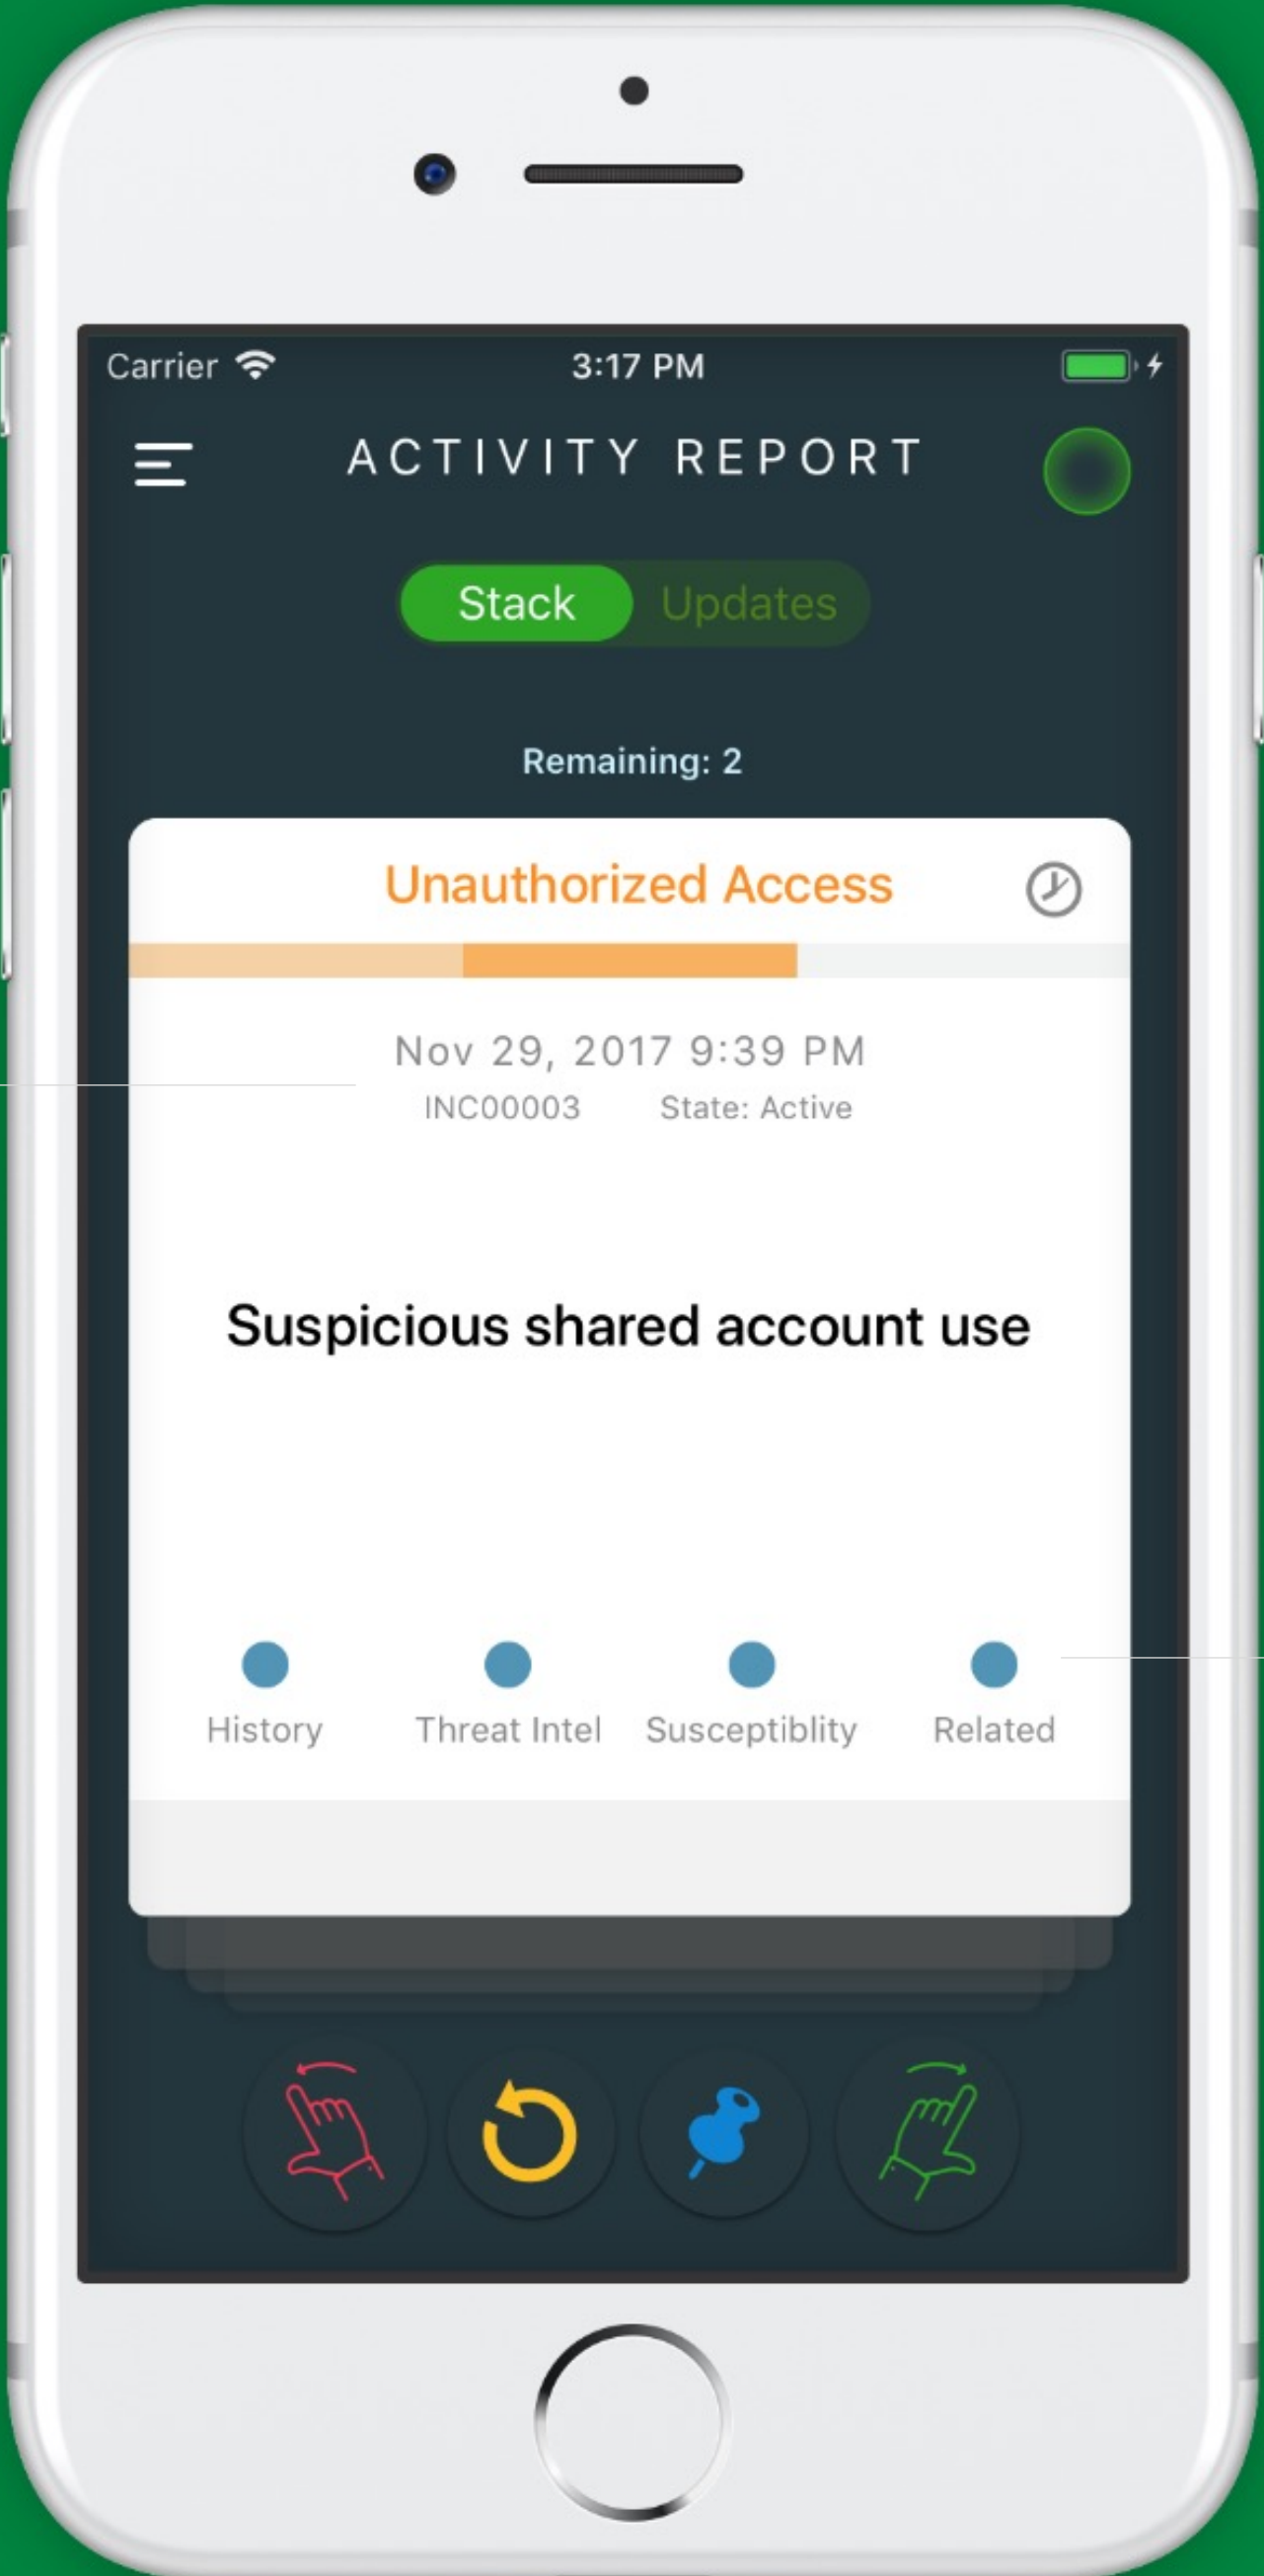 Carrier 3:17 PM
ACTIVITY REPORT
Stack Updates
Remaining: 2
Unauthorized Access
Nov 29, 2017 9:39 PM
INC00003 State: Active
Suspicious shared account use
History Threat Intel Susceptiblity Related